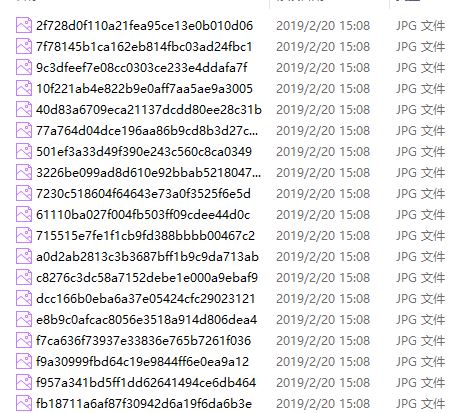 2f728d0f110a21fea95ce13e0b010d06 2019/2/20 15:08 JPG 文件
7f78145b1ca162eb814fbc03ad24fbc1 2019/2/20 15:08 JPG 文件
9c3dfeef7e08cc0303ce233e4ddafa7f 2019/2/20 15:08 JPG 文件
10f221ab4e822b9e0aff7aa5ae9a3005 2019/2/20 15:08 JPG 文件
40d83a6709eca21137dcdd80ee28c31b 2019/2/20 15:08 JPG 文件
77a764d04dce196aa86b9cd8b3d27c... 2019/2/20 15:08 JPG 文件
501ef3a33d49f390e243c560c8ca0349 2019/2/20 15:08 JPG 文件
3226be099ad8d610e92bbab5218047... 2019/2/20 15:08 JPG 文件
7230c518604f64643e73a0f3525f6e5d 2019/2/20 15:08 JPG 文件
61110ba027f004fb503ff09cdee44d0c 2019/2/20 15:08 JPG 文件
715515e7fe1f1cb9fd388bbbb00467c2 2019/2/20 15:08 JPG 文件
a0d2ab2813c3b3687bff1b9c9da713ab 2019/2/20 15:08 JPG 文件
c8276c3dc58a7152debe1e000a9ebaf9 2019/2/20 15:08 JPG 文件
dcc166b0eba6a37e05424cfc29023121 2019/2/20 15:08 JPG 文件
e8b9c0afcac8056e3518a914d806dea4 2019/2/20 15:08 JPG 文件
f7ca636f73937e33836e765b7261f036 2019/2/20 15:08 JPG 文件
f9a30999fbd64c19e9844ff6e0ea9a12 2019/2/20 15:08 JPG 文件
f957a341bd5ff1dd62641494ce6db464 2019/2/20 15:08 JPG 文件
fb18711a6af87f30942d6a19f6da6b3e 2019/2/20 15:08 JPG 文件